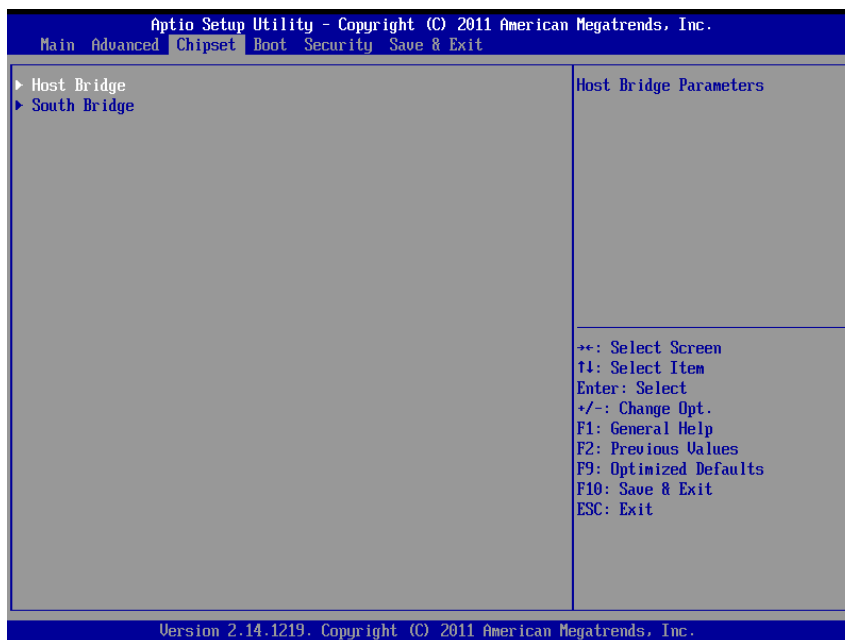 Aptio Setup Utility - Copyright (C) 2011 American Megatrends, Inc.
Main Advanced Chipset Boot Security Save & Exit
▶ Host Bridge
▶ South Bridge
Host Bridge Parameters
→←: Select Screen
↑↓: Select Item
Enter: Select
+/-: Change Opt.
F1: General Help
F2: Previous Values
F9: Optimized Defaults
F10: Save & Exit
ESC: Exit
Version 2.14.1219. Copyright (C) 2011 American Megatrends, Inc.